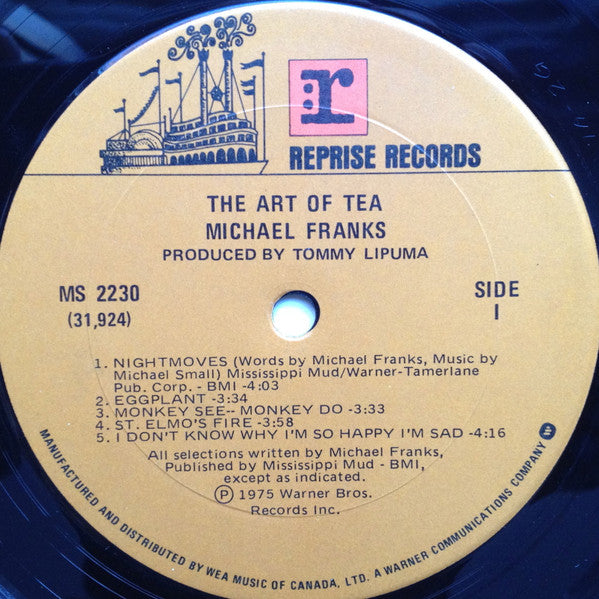 r
REPRISE RECORDS
THE ART OF TEA
MICHAEL FRANKS
PRODUCED BY TOMMY LIPUMA
MS 2230
(31,924)
SIDE
I
1. NIGHTMOVES (Words by Michael Franks, Music by
Michael Small) Mississippi Mud/Warner-Tamerlane
Pub. Corp. - BMI -4:03
2. EGGPLANT -3:34
3. MONKEY SEE-- MONKEY DO -3:33
4. ST. ELMO'S FIRE -3:58
5. I DON'T KNOW WHY I'M SO HAPPY I'M SAD -4:16
All selections written by Michael Franks,
Published by Mississippi Mud - BMI,
except as indicated.
Ⓟ 1975 Warner Bros.
Records Inc.
MANUFACTURED AND DISTRIBUTED BY WEA MUSIC OF CANADA, LTD. A WARNER COMMUNICATIONS COMPANY